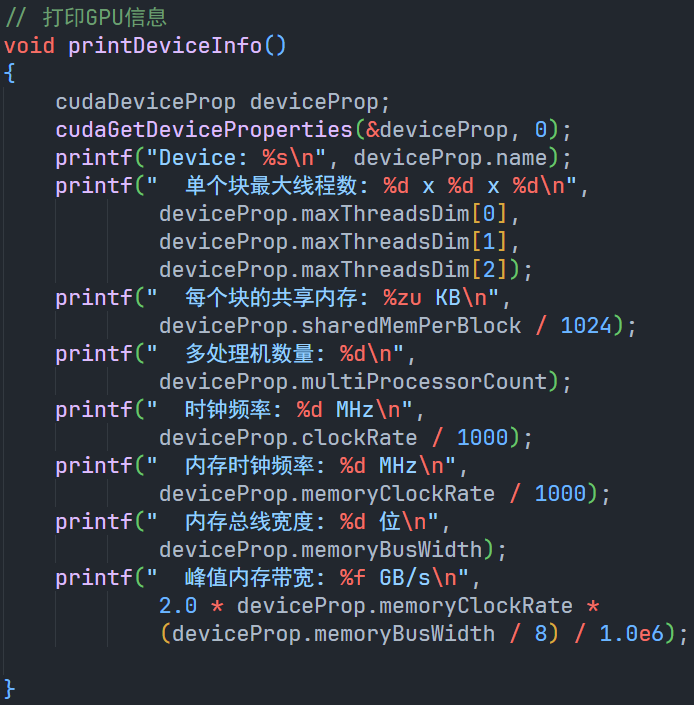 // 打印GPU信息
void printDeviceInfo()
{
    cudaDeviceProp deviceProp;
    cudaGetDeviceProperties(&deviceProp, 0);
    printf("Device: %s\n", deviceProp.name);
    printf("  单个块最大线程数: %d x %d x %d\n",
            deviceProp.maxThreadsDim[0],
            deviceProp.maxThreadsDim[1],
            deviceProp.maxThreadsDim[2]);
    printf("  每个块的共享内存: %zu KB\n",
            deviceProp.sharedMemPerBlock / 1024);
    printf("  多处理机数量: %d\n",
            deviceProp.multiProcessorCount);
    printf("  时钟频率: %d MHz\n",
            deviceProp.clockRate / 1000);
    printf("  内存时钟频率: %d MHz\n",
            deviceProp.memoryClockRate / 1000);
    printf("  内存总线宽度: %d 位\n",
            deviceProp.memoryBusWidth);
    printf("  峰值内存带宽: %f GB/s\n",
            2.0 * deviceProp.memoryClockRate *
            (deviceProp.memoryBusWidth / 8) / 1.0e6);
}